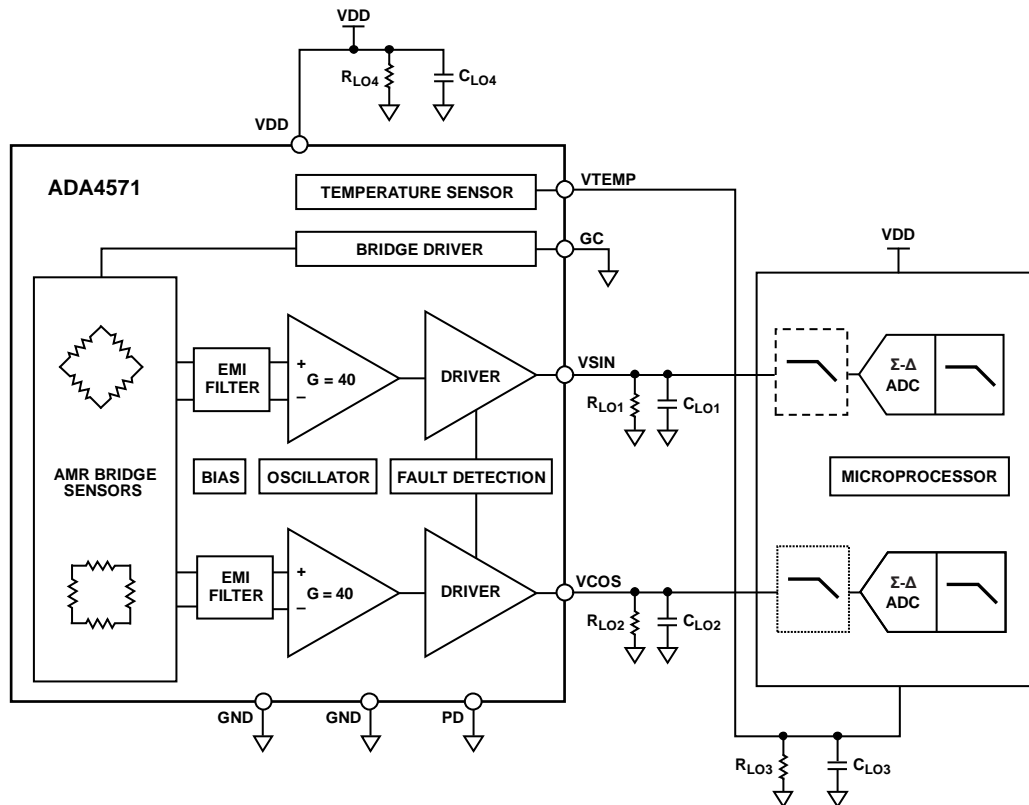 VDD
RLO4
CLO4
VDD
ADA4571
TEMPERATURE SENSOR
VTEMP
BRIDGE DRIVER
GC
VDD
EMI
FILTER
+
–
G = 40
DRIVER
VSIN
RLO1
CLO1
Σ-Δ
ADC
AMR BRIDGE
SENSORS
BIAS
OSCILLATOR
FAULT DETECTION
MICROPROCESSOR
EMI
FILTER
+
–
G = 40
DRIVER
VCOS
RLO2
CLO2
Σ-Δ
ADC
GND
GND
PD
RLO3
CLO3